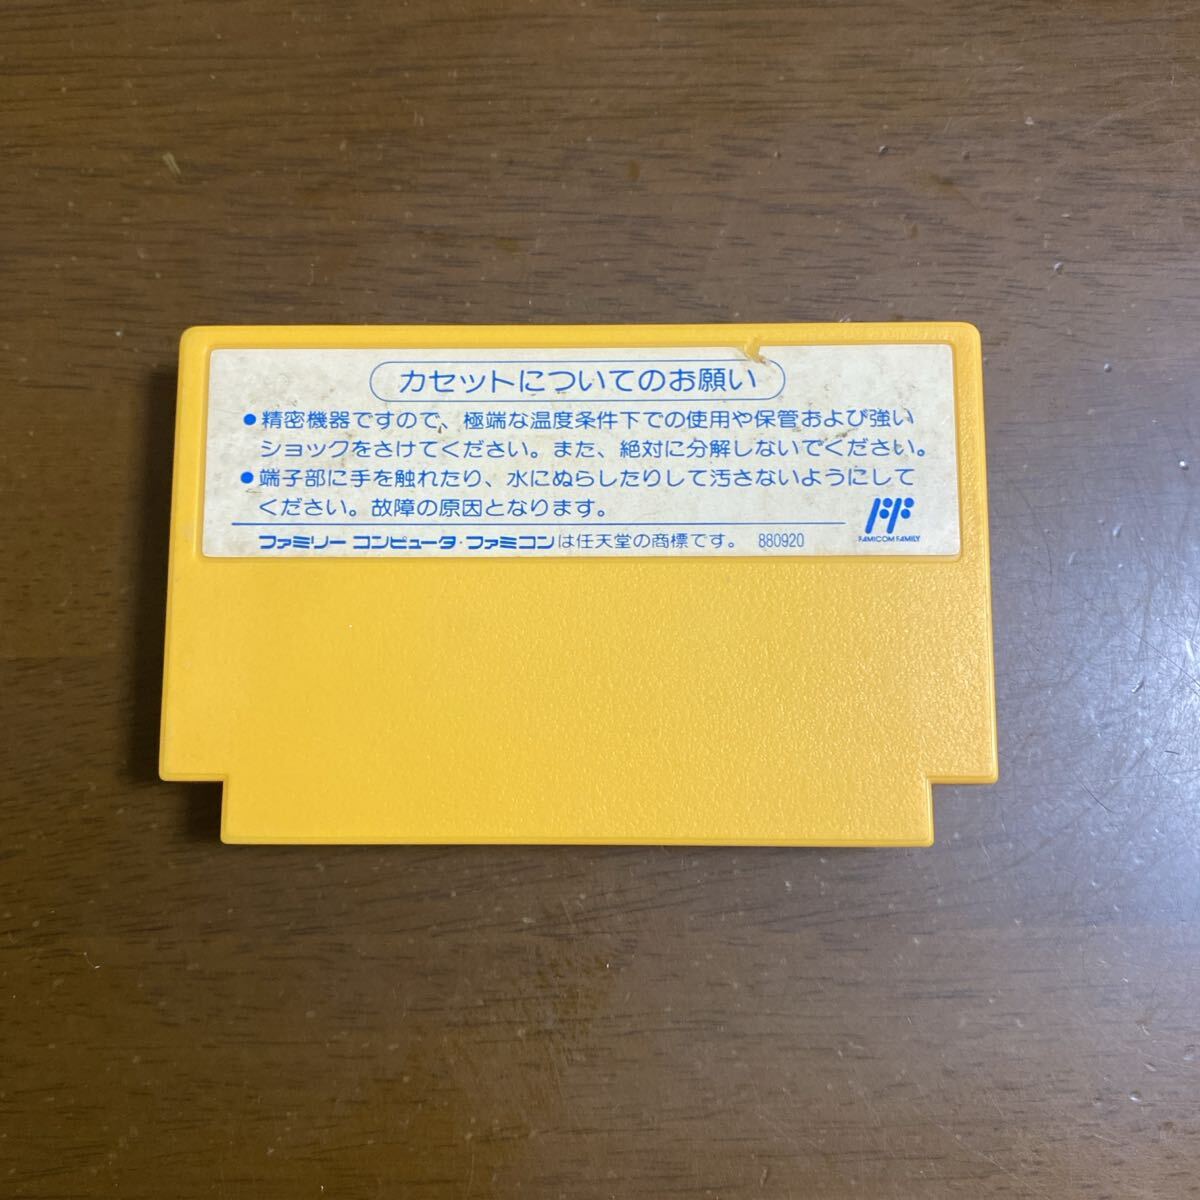 カセットについてのお願い
●精密機器ですので、極端な温度条件下での使用や保管および強い
ショックをさけてください。また、絶対に分解しないでください。
●端子部に手を触れたり、水にぬらしたりして汚さないようにして
ください。故障の原因となります。
ファミリー コンピュータ・ファミコンは任天堂の商標です。 880920
FAMICOM FAMILY